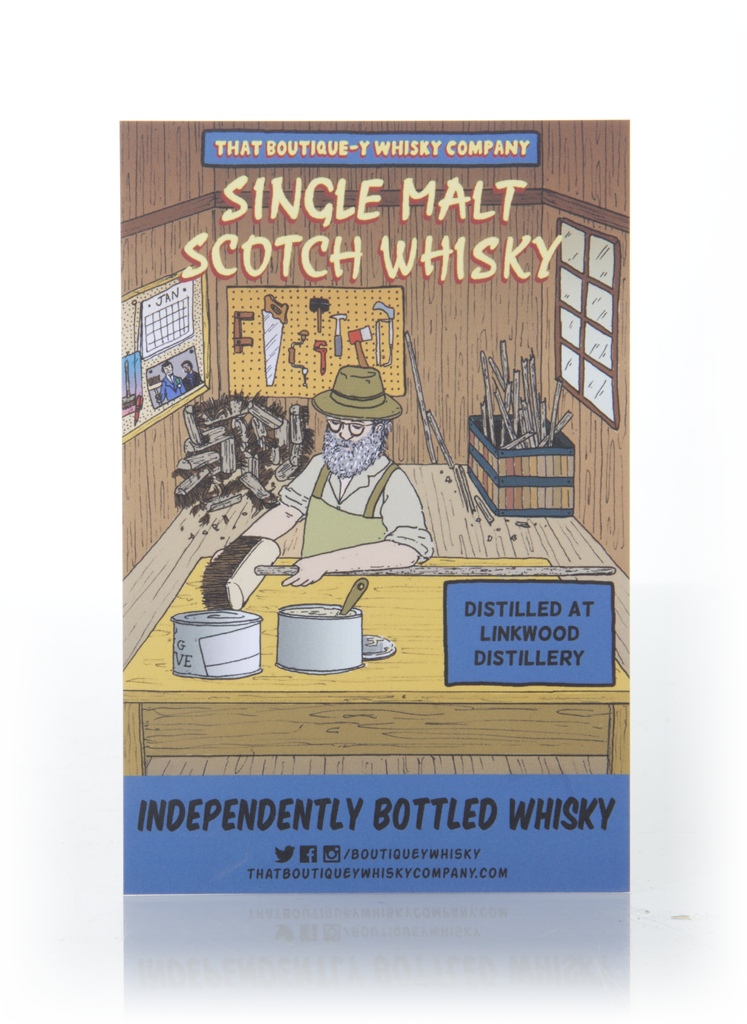 THAT BOUTIQUE-Y WHISKY COMPANY
SINGLE MALT
SCOTCH WHISKY
JAN
G
VE
DISTILLED AT
LINKWOOD
DISTILLERY
INDEPENDENTLY BOTTLED WHISKY
/BOUTIQUEYWHISKY
THATBOUTIQUEYWHISKYCOMPANY.COM